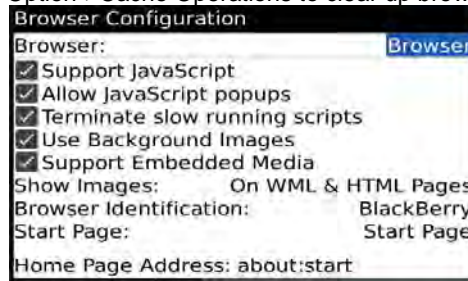 Browser Configuration
Browser: Browser
Support JavaScript
Allow JavaScript popups
Terminate slow running scripts
Use Background Images
Support Embedded Media
Show Images: On WML & HTML Pages
Browser Identification: BlackBerry
Start Page: Start Page
Home Page Address: about:start